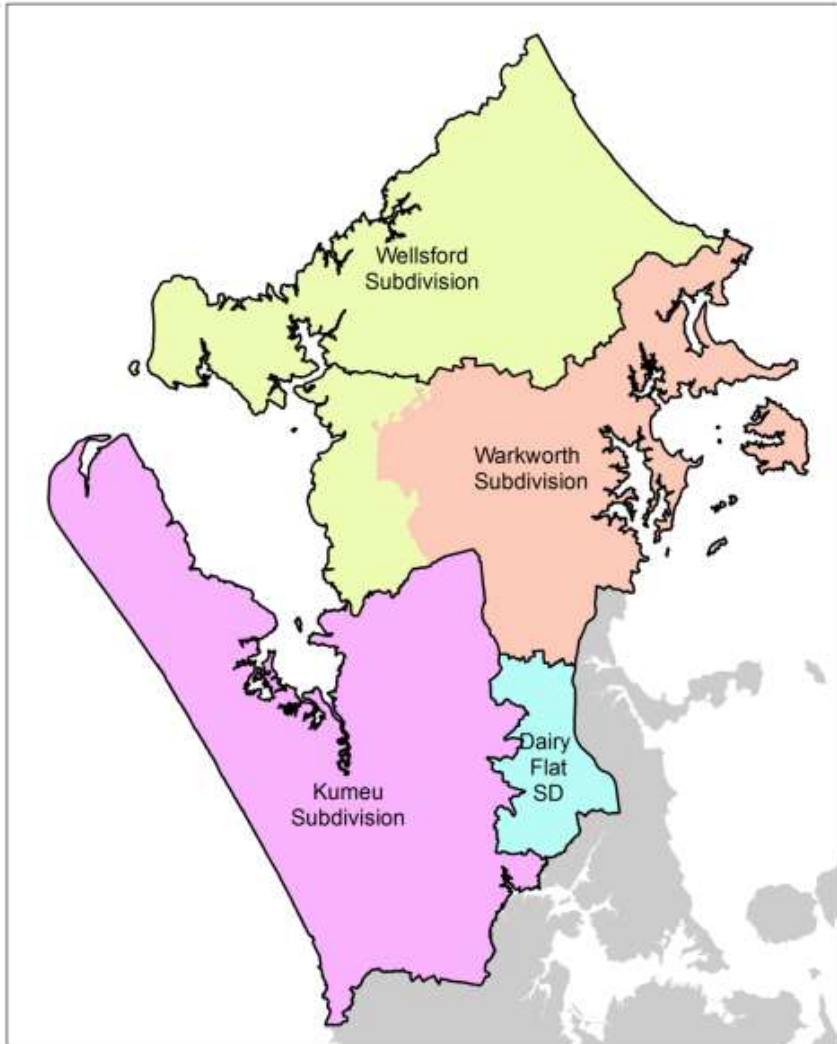 Wellsford
Subdivision
Warkworth
Subdivision
Dairy
Flat
SD
Kumeu
Subdivision